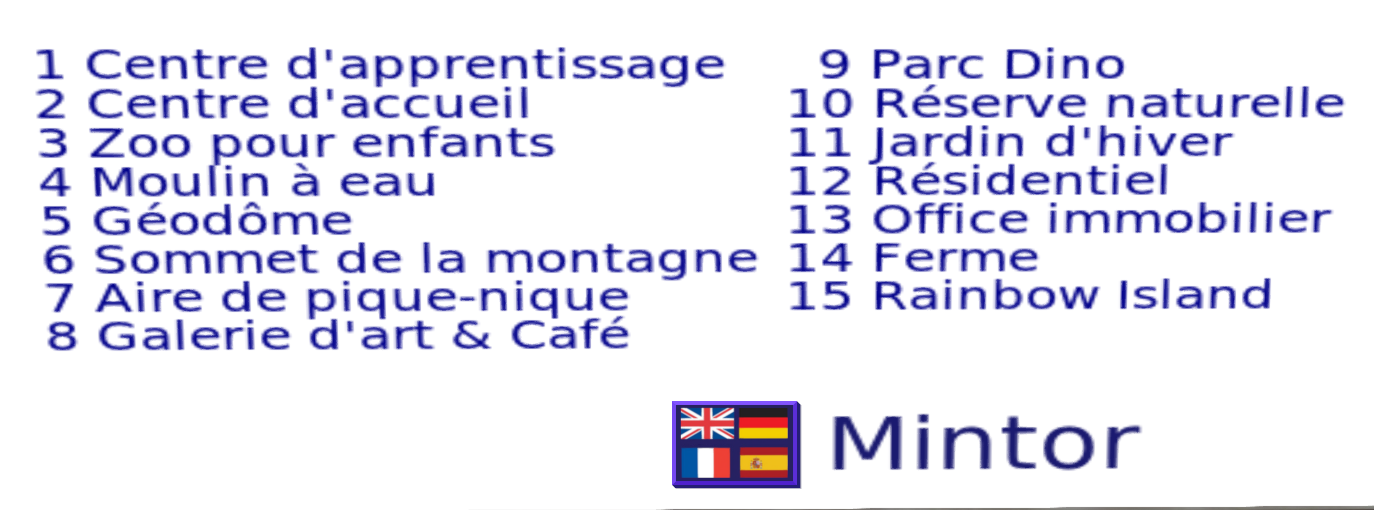 1 Centre d'apprentissage
2 Centre d'accueil
3 Zoo pour enfants
4 Moulin à eau
5 Géodôme
6 Sommet de la montagne
7 Aire de pique-nique
8 Galerie d'art & Café
9 Parc Dino
10 Réserve naturelle
11 Jardin d'hiver
12 Résidentiel
13 Office immobilier
14 Ferme
15 Rainbow Island
Mintor